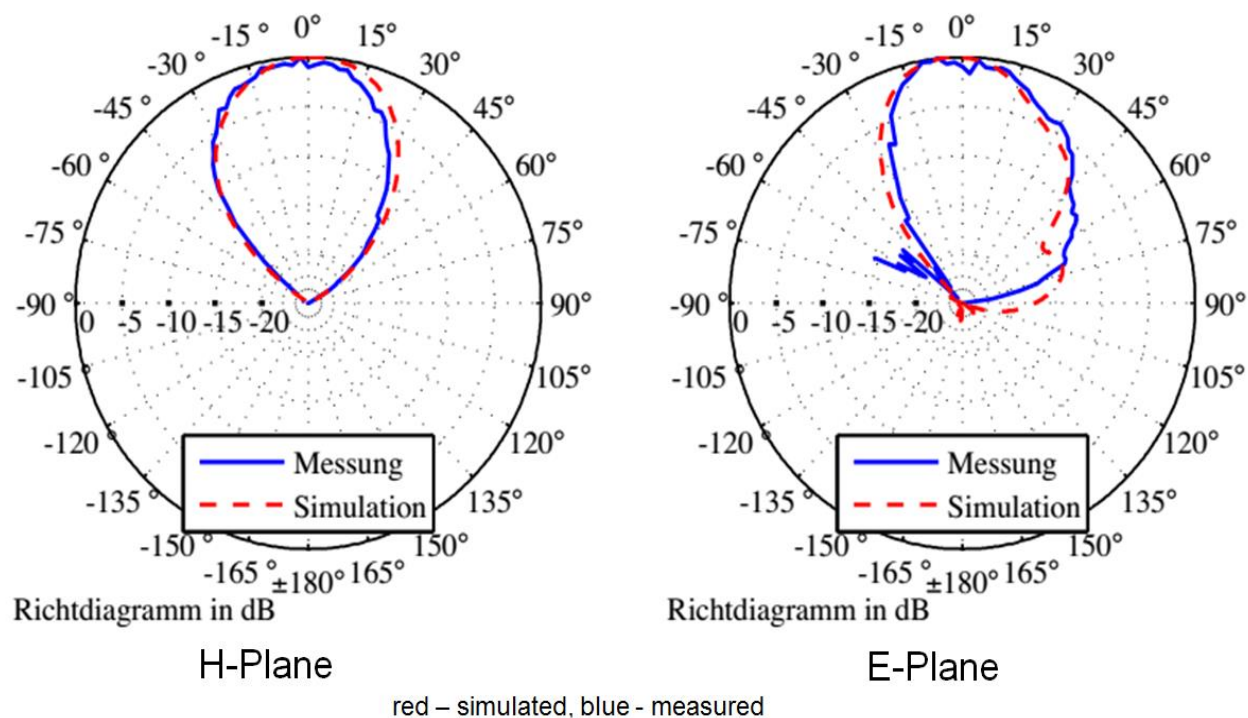 0°
-15 ° 15°
-30 ° 30°
-45 ° 45°
-60 ° 60°
-75 ° 75°
-90 ° 90°
0 -5 -10 -15 -20
-105 ° 105°
-120 ° 120°
-135 ° 135°
-150 ° 150°
-165 ° ±180° 165°
Messung
Simulation
Richtdiagramm in dB
H-Plane
0°
-15 ° 15°
-30 ° 30°
-45 ° 45°
-60 ° 60°
-75 ° 75°
-90 ° 90°
0 -5 -10 -15 -20
-105 ° 105°
-120 ° 120°
-135 ° 135°
-150 ° 150°
-165 ° ±180° 165°
Messung
Simulation
Richtdiagramm in dB
E-Plane
red – simulated, blue - measured